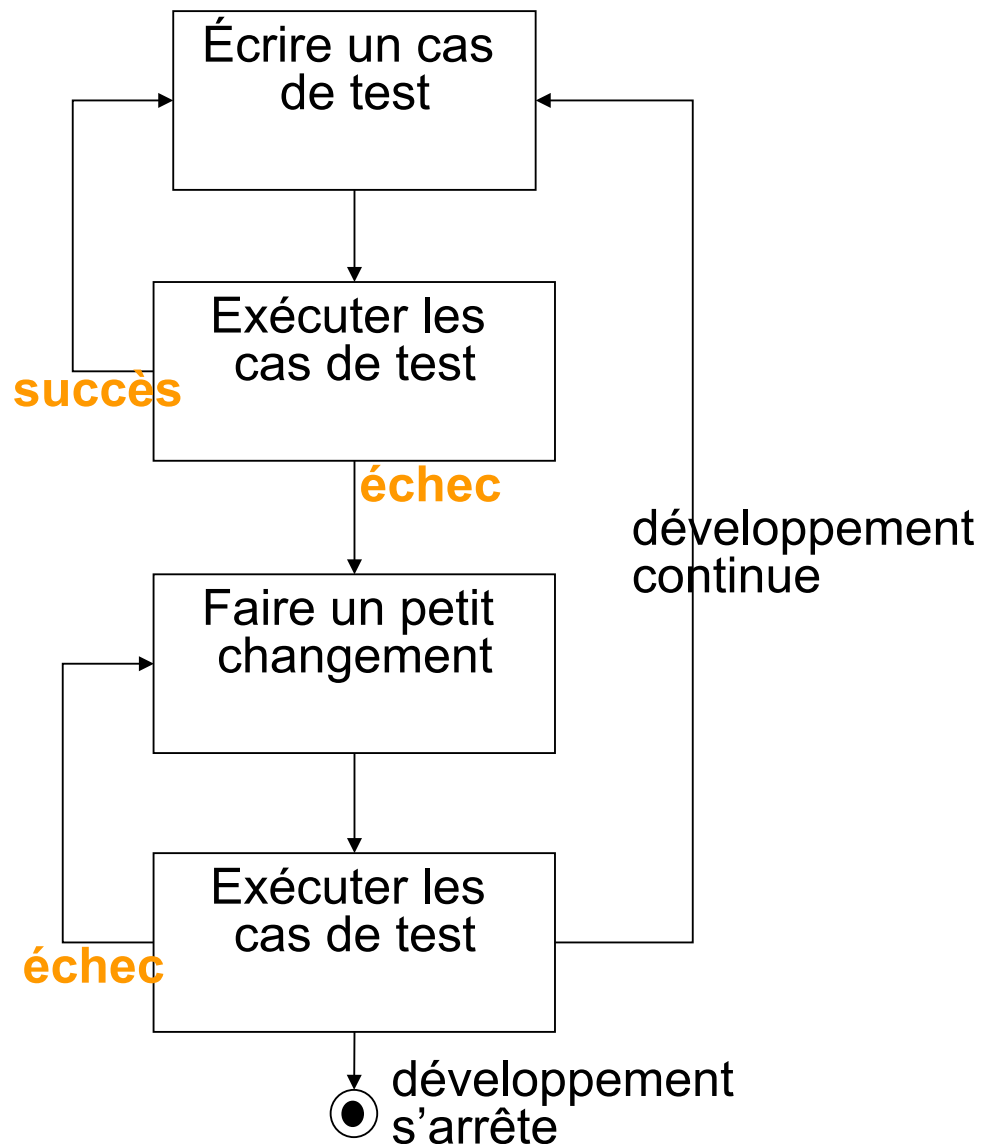 Écrire un cas
de test
Exécuter les
cas de test
succès
échec
développement
continue
Faire un petit
changement
Exécuter les
cas de test
échec
développement
s’arrête